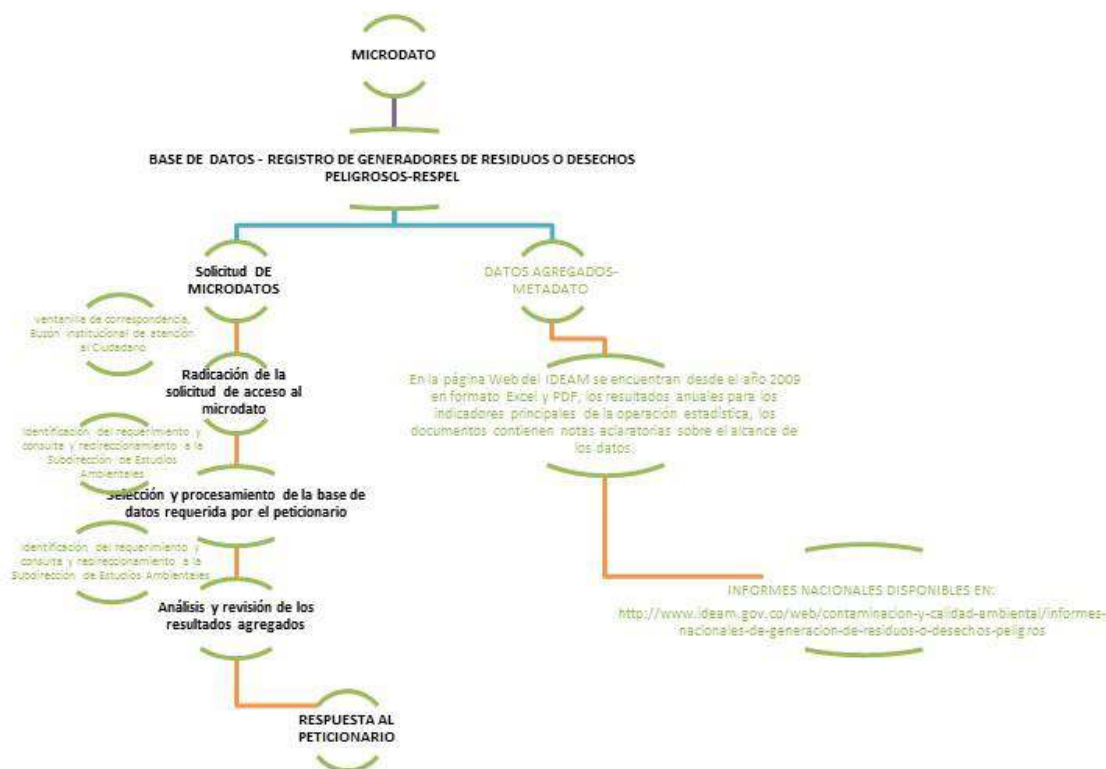 MICRODATO
BASE DE DATOS - REGISTRO DE GENERADORES DE RESIDUOS O DESECHOS
PELIGROSOS-RESPEL
Solicitud DE
MICRODATOS
ventanilla de correspondencia,
Buzón institucional de atención
al Ciudadano
Radicación de la
solicitud de acceso al
microdato
Identificación del requerimiento y
consulta y redireccionamiento a la
Subdirección de Estudios
Ambientales
Selección y procesamiento de la base de
datos requerida por el peticionario
Identificación del requerimiento y
consulta y redireccionamiento a la
Subdirección de Estudios Ambientales
Análisis y revisión de los
resultados agregados
RESPUESTA AL
PETICIONARIO
DATOS AGREGADOS-
METADATO
En la página Web del IDEAM se encuentran desde el año 2009
en formato Excel y PDF, los resultados anuales para los
indicadores principales de la operación estadística, los
documentos contienen notas aclaratorias sobre el alcance de
los datos.
INFORMES NACIONALES DISPONIBLES EN:
http://www.ideam.gov.co/web/contaminacion-y-calidad-ambiental/informes-
nacionales-de-generacion-de-residuos-o-desechos-peligros